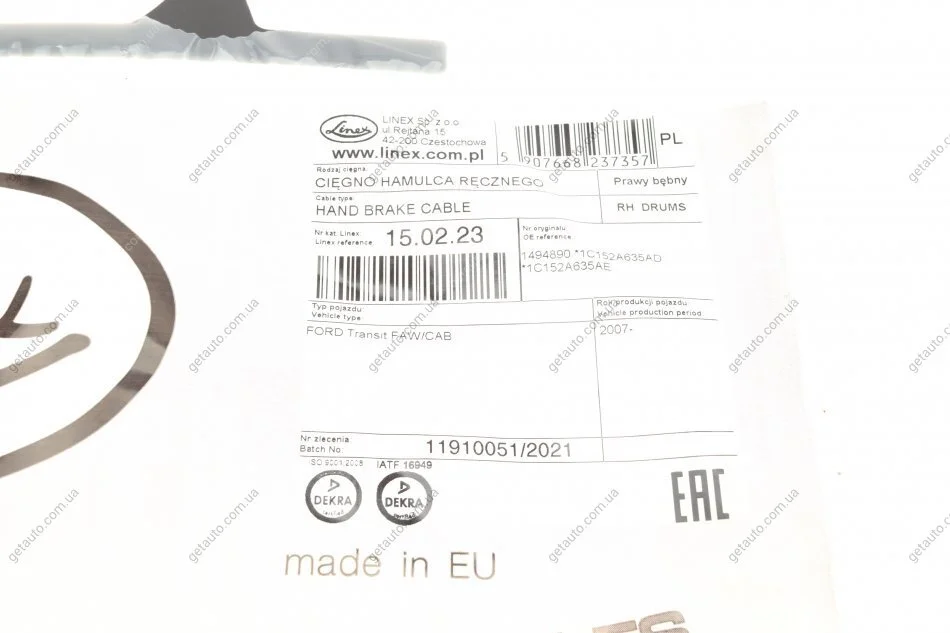 Linex
LINEX Sp. z o.o.
ul Rejtana 15
42-200 Czestochowa
www.linex.com.pl
5 907668 237357
PL
Rodzaj cięgna:
CIĘGNO HAMULCA RĘCZNEGO
Prawy bębny
Cable type:
HAND BRAKE CABLE
RH DRUMS
Nr kat. Linex:
Linex reference:
15.02.23
Nr oryginału:
OE reference:
1494890 *1C152A635AD
*1C152A635AE
Typ pojazdu:
Vehicle type:
Rok produkcji pojazdu
Vehicle production period
FORD Transit FAW/CAB
2007-
Nr zlecenia
Batch No.
11910051/2021
ISO 9001:2008
IATF 16949
DEKRA
certified
DEKRA
certified
EAC
made in EU
getauto.com.ua